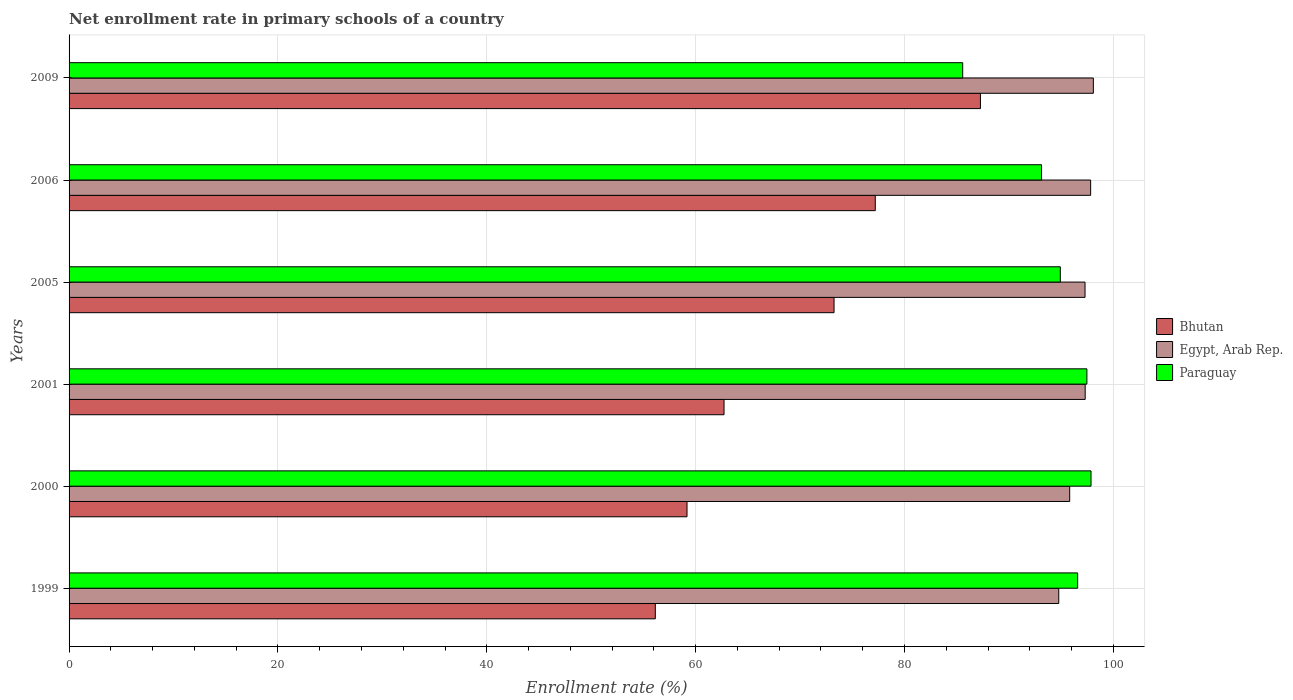 Net enrollment rate in primary schools of a country
2009
2006
2005
2001
2000
1999
Years
0
20
40
60
80
100
Enrollment rate (%)
Bhutan
Egypt, Arab Rep.
Paraguay